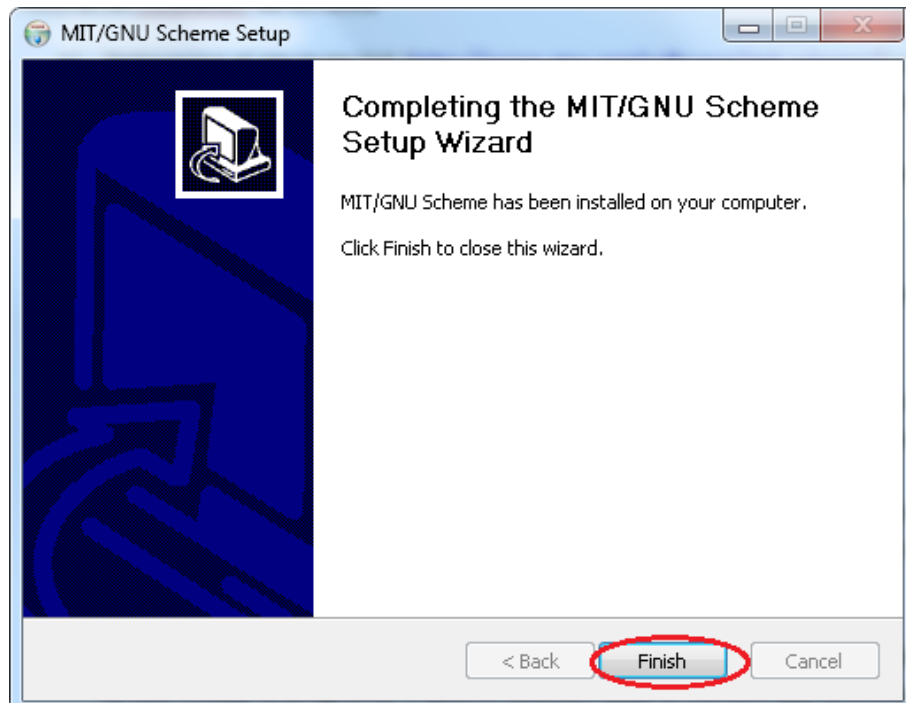 MIT/GNU Scheme Setup
Completing the MIT/GNU Scheme
Setup Wizard
MIT/GNU Scheme has been installed on your computer.
Click Finish to close this wizard.
< Back
Finish
Cancel